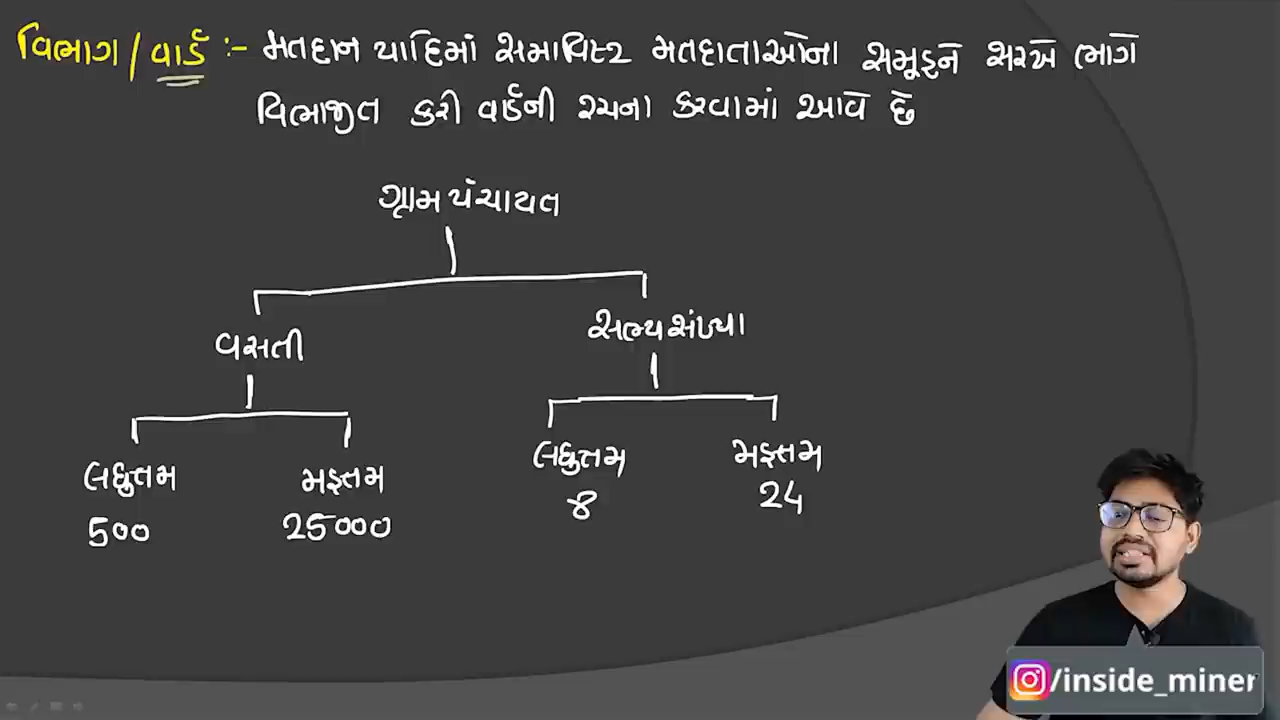 વિભાગ/વાર્ડ :- મતદાન યાદિમાં સમાવિષ્ટ મતદાતાઓના સમૂહને સરખે ભાગે
વિભાજીત કરી વાર્ડની રચના કરવામાં આવે છે
ગ્રામ પંચાયત
વસતી
સભ્યસંખ્યા
લઘુત્તમ
મહત્તમ
લઘુત્તમ
મહત્તમ
500
25000
8
24
/inside_miner